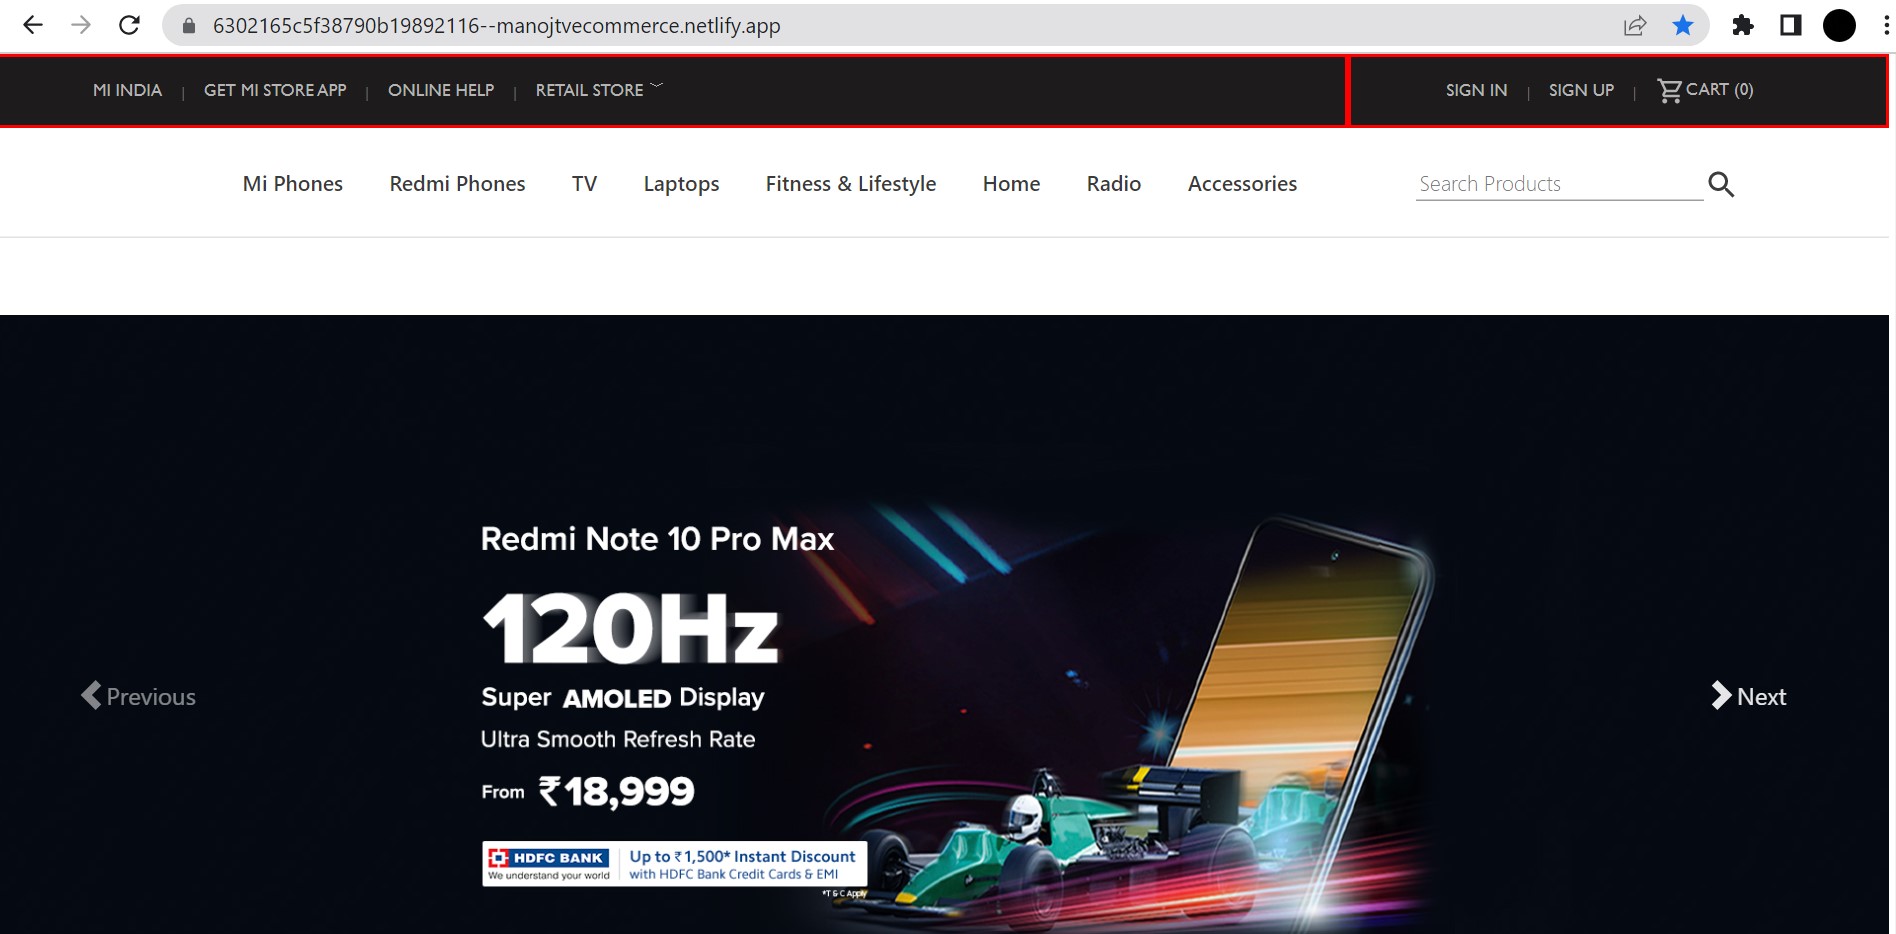 6302165c5f38790b19892116--manojtvecommerce.netlify.app
MI INDIA | GET MI STORE APP | ONLINE HELP | RETAIL STORE SIGN IN | SIGN UP | CART (0)
Mi Phones Redmi Phones TV Laptops Fitness & Lifestyle Home Radio Accessories Search Products
Redmi Note 10 Pro Max
120Hz
Super AMOLED Display
Previous Next
Ultra Smooth Refresh Rate
From ₹18,999
HDFC BANK Up to ₹1,500* Instant Discount
We understand your world with HDFC Bank Credit Cards & EMI
*T & C Apply